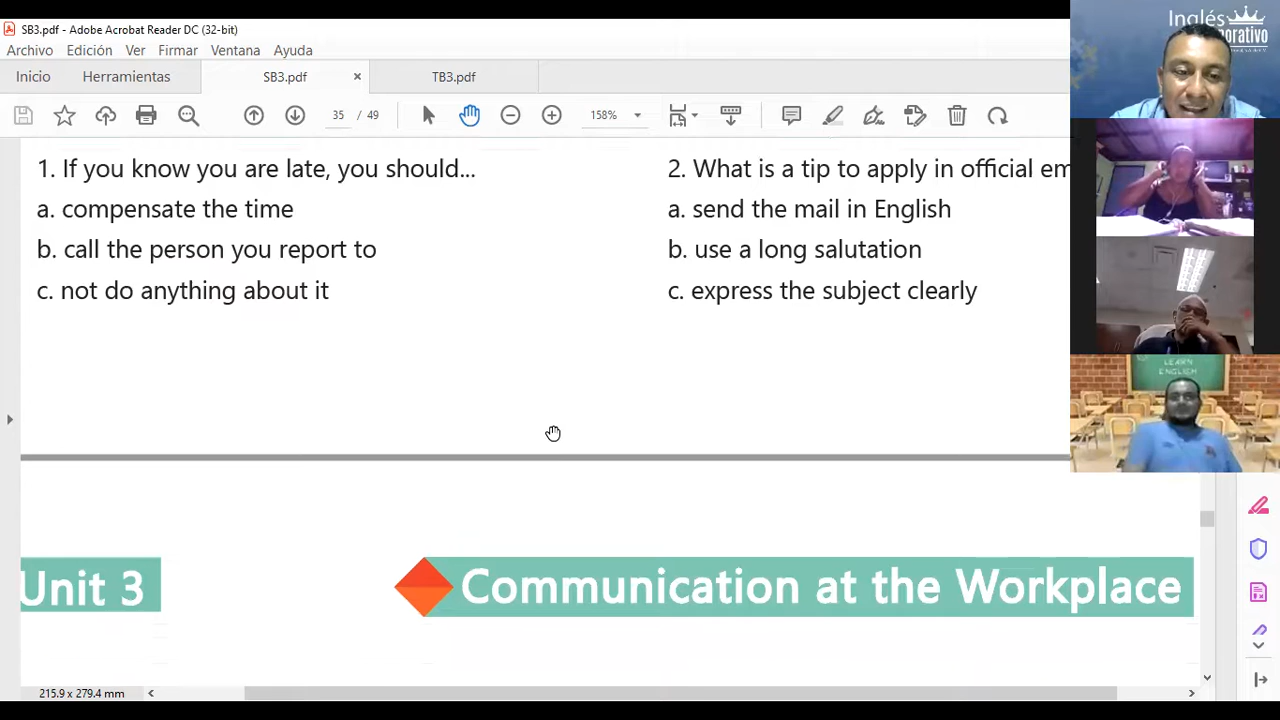 SB3.pdf - Adobe Acrobat Reader DC (32-bit)
Archivo Edición Ver Firmar Ventana Ayuda
Inicio Herramientas SB3.pdf × TB3.pdf
35 / 49 158%
1. If you know you are late, you should...
a. compensate the time
b. call the person you report to
c. not do anything about it
2. What is a tip to apply in official em
a. send the mail in English
b. use a long salutation
c. express the subject clearly
Unit 3
Communication at the Workplace
215.9 x 279.4 mm
Inglés
orativo
LEARN
ENGLISH